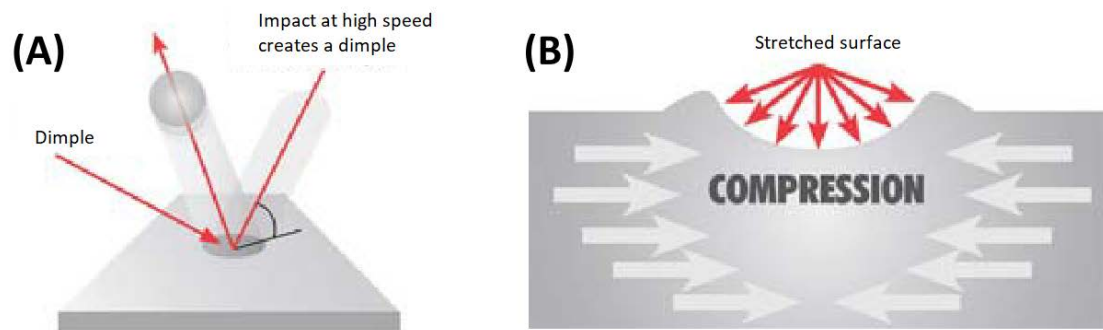 (A)
Impact at high speed
creates a dimple
Dimple
(B)
Stretched surface
COMPRESSION